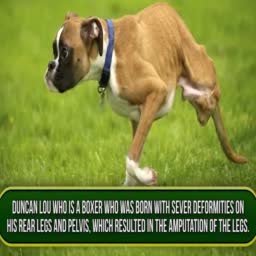 DUNCAN LOU WHO IS A BOXER WHO WAS BORN WITH SEVER DEFORMITIES ON
HIS REAR LEGS AND PELVIS, WHICH RESULTED IN THE AMPUTATION OF THE LEGS.